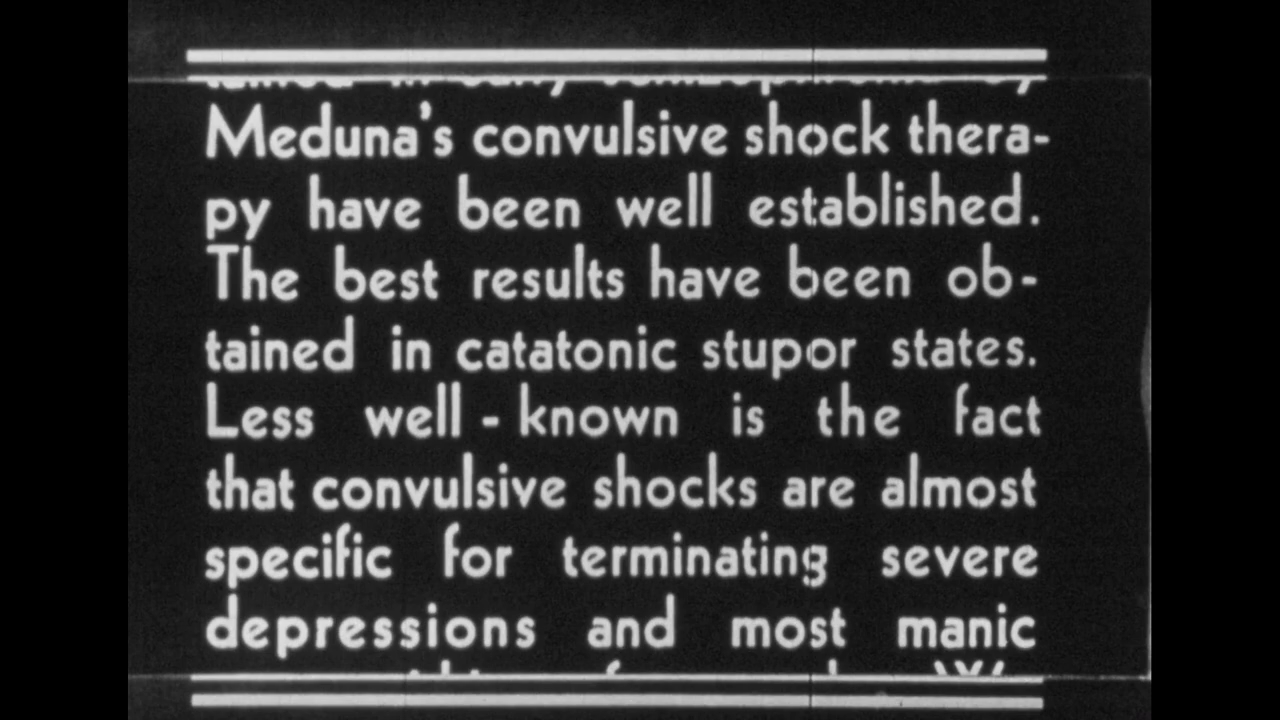 Meduna's convulsive shock thera-
py have been well established.
The best results have been ob-
tained in catatonic stupor states.
Less well-known is the fact
that convulsive shocks are almost
specific for terminating severe
depressions and most manic